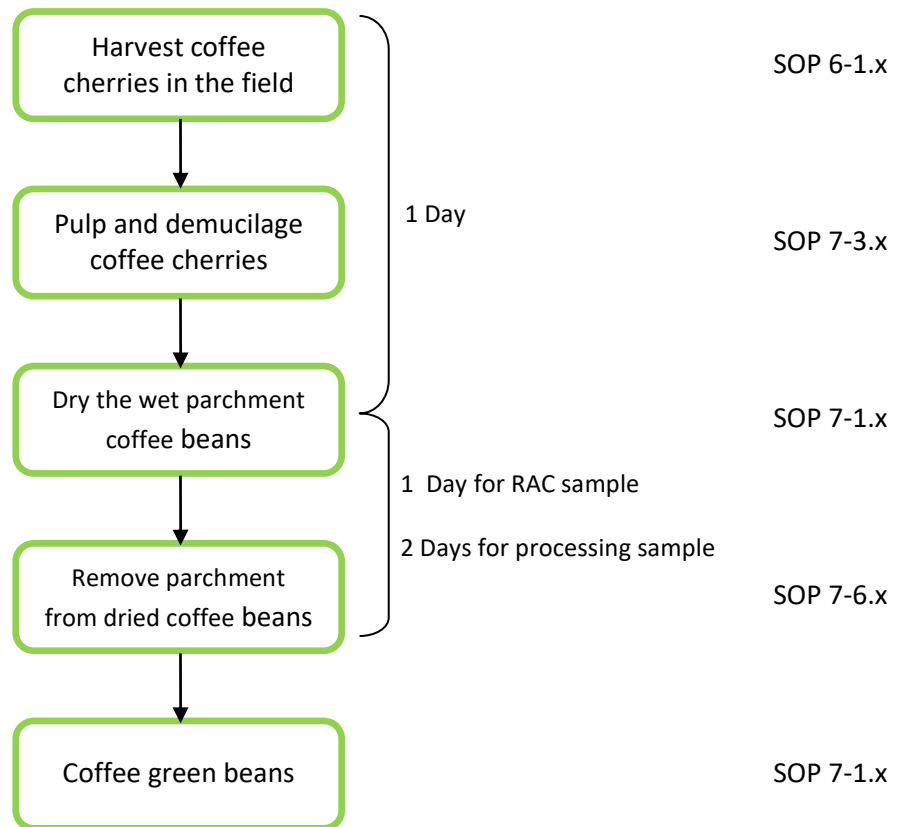 Harvest coffee
cherries in the field
SOP 6-1.x
Pulp and demucilage
coffee cherries
1 Day
SOP 7-3.x
Dry the wet parchment
coffee beans
SOP 7-1.x
1 Day for RAC sample
2 Days for processing sample
Remove parchment
from dried coffee beans
SOP 7-6.x
Coffee green beans
SOP 7-1.x